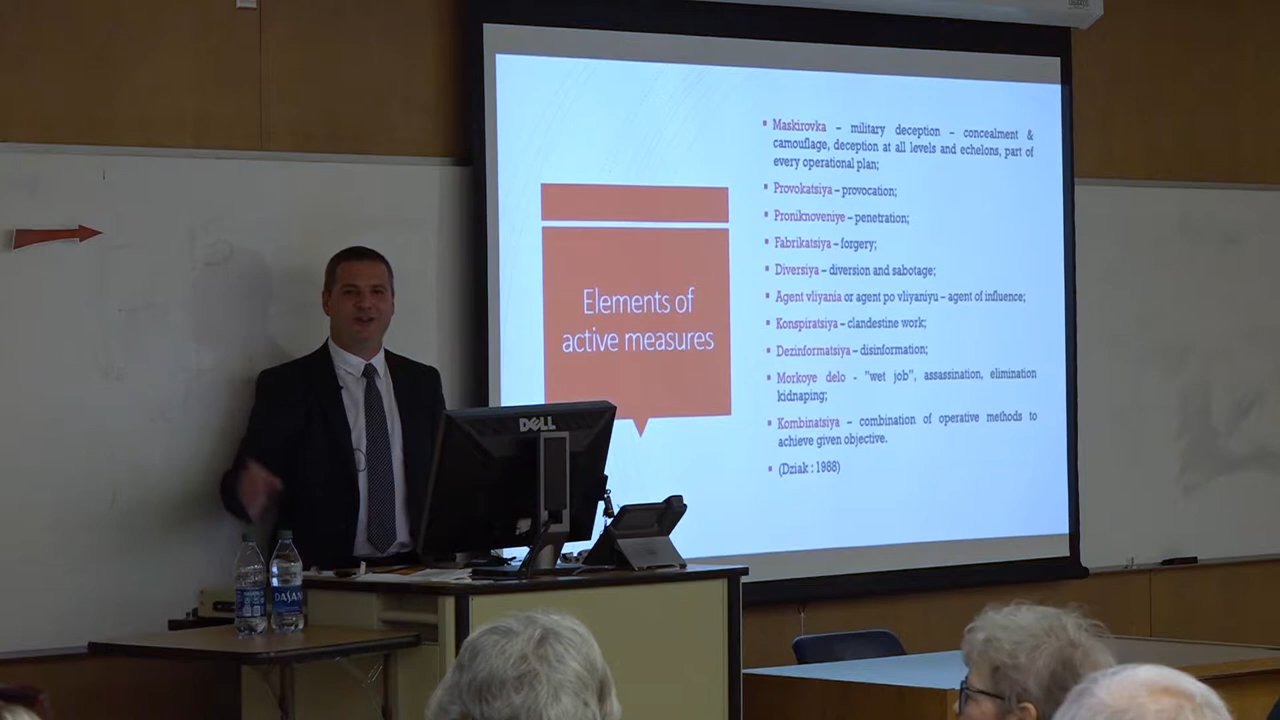 Elements of
active measures
▪ Maskirovka – military deception – concealment &
camouflage, deception at all levels and echelons, part of
every operational plan;
▪ Provokatsiya – provocation;
▪ Proniknoveniye – penetration;
▪ Fabrikatsiya – forgery;
▪ Diversiya – diversion and sabotage;
▪ Agent vliyania or agent po vliyaniyu – agent of influence;
▪ Konspiratsiya – clandestine work;
▪ Dezinformatsiya – disinformation;
▪ Morkoye delo - "wet job", assassination, elimination
kidnaping;
▪ Kombinatsiya – combination of operative methods to
achieve given objective.
▪ (Dziak : 1988)
DELL
DASANI